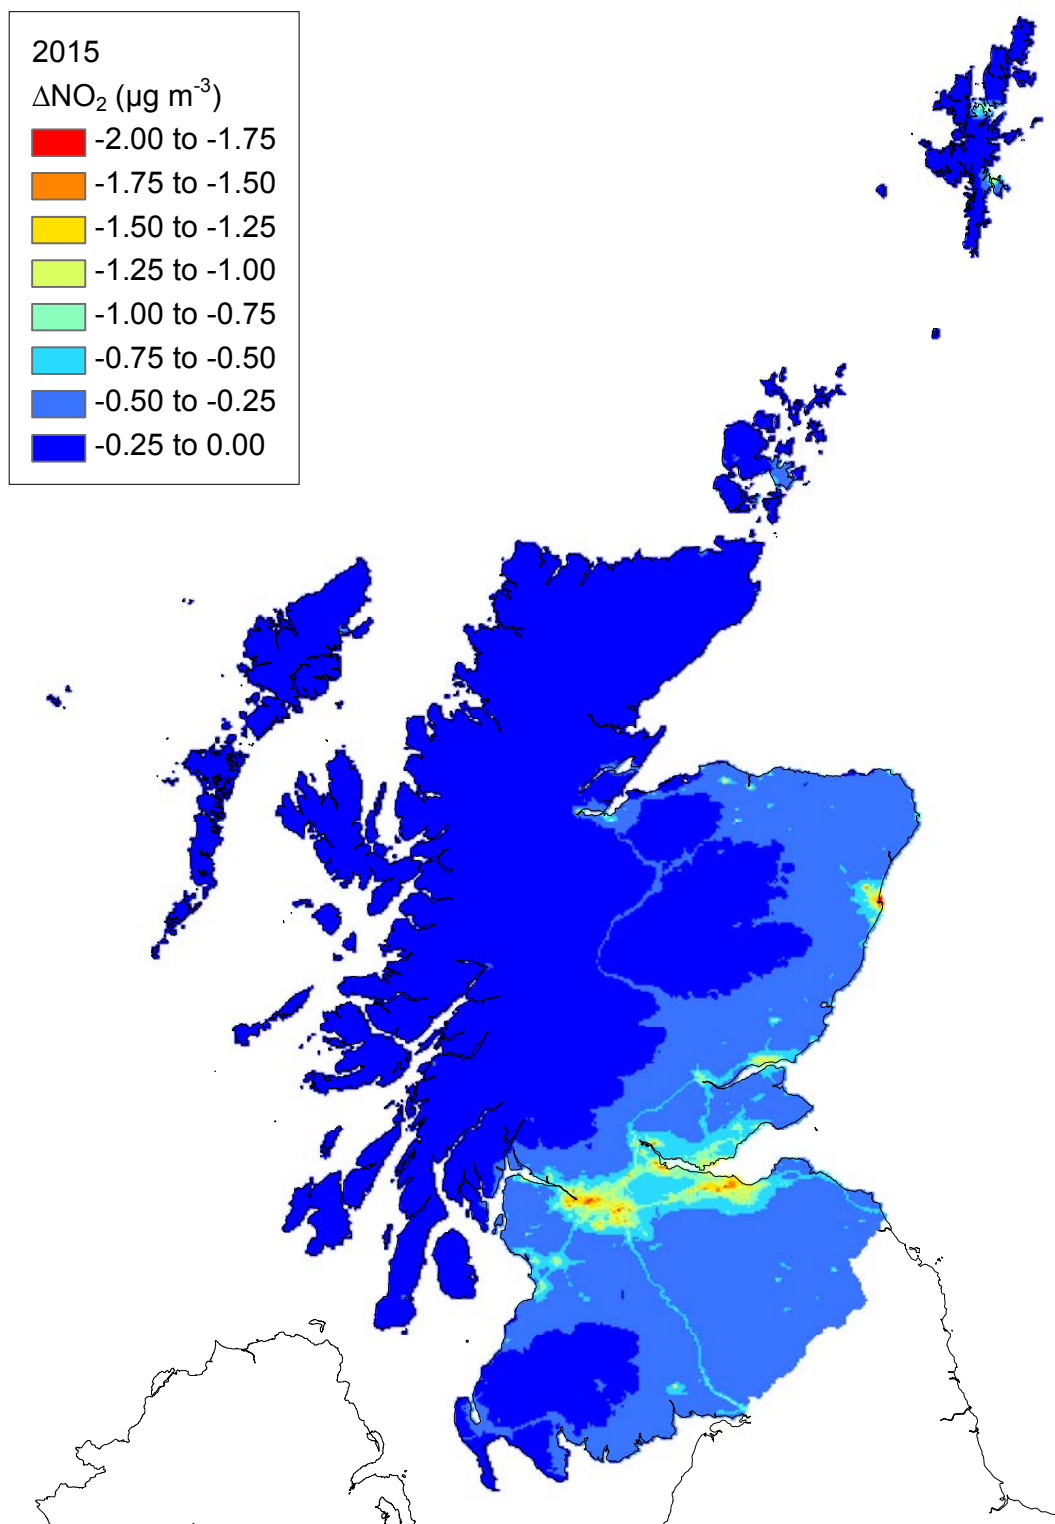 2015
ΔNO₂ (µg m⁻³)
-2.00 to -1.75
-1.75 to -1.50
-1.50 to -1.25
-1.25 to -1.00
-1.00 to -0.75
-0.75 to -0.50
-0.50 to -0.25
-0.25 to 0.00